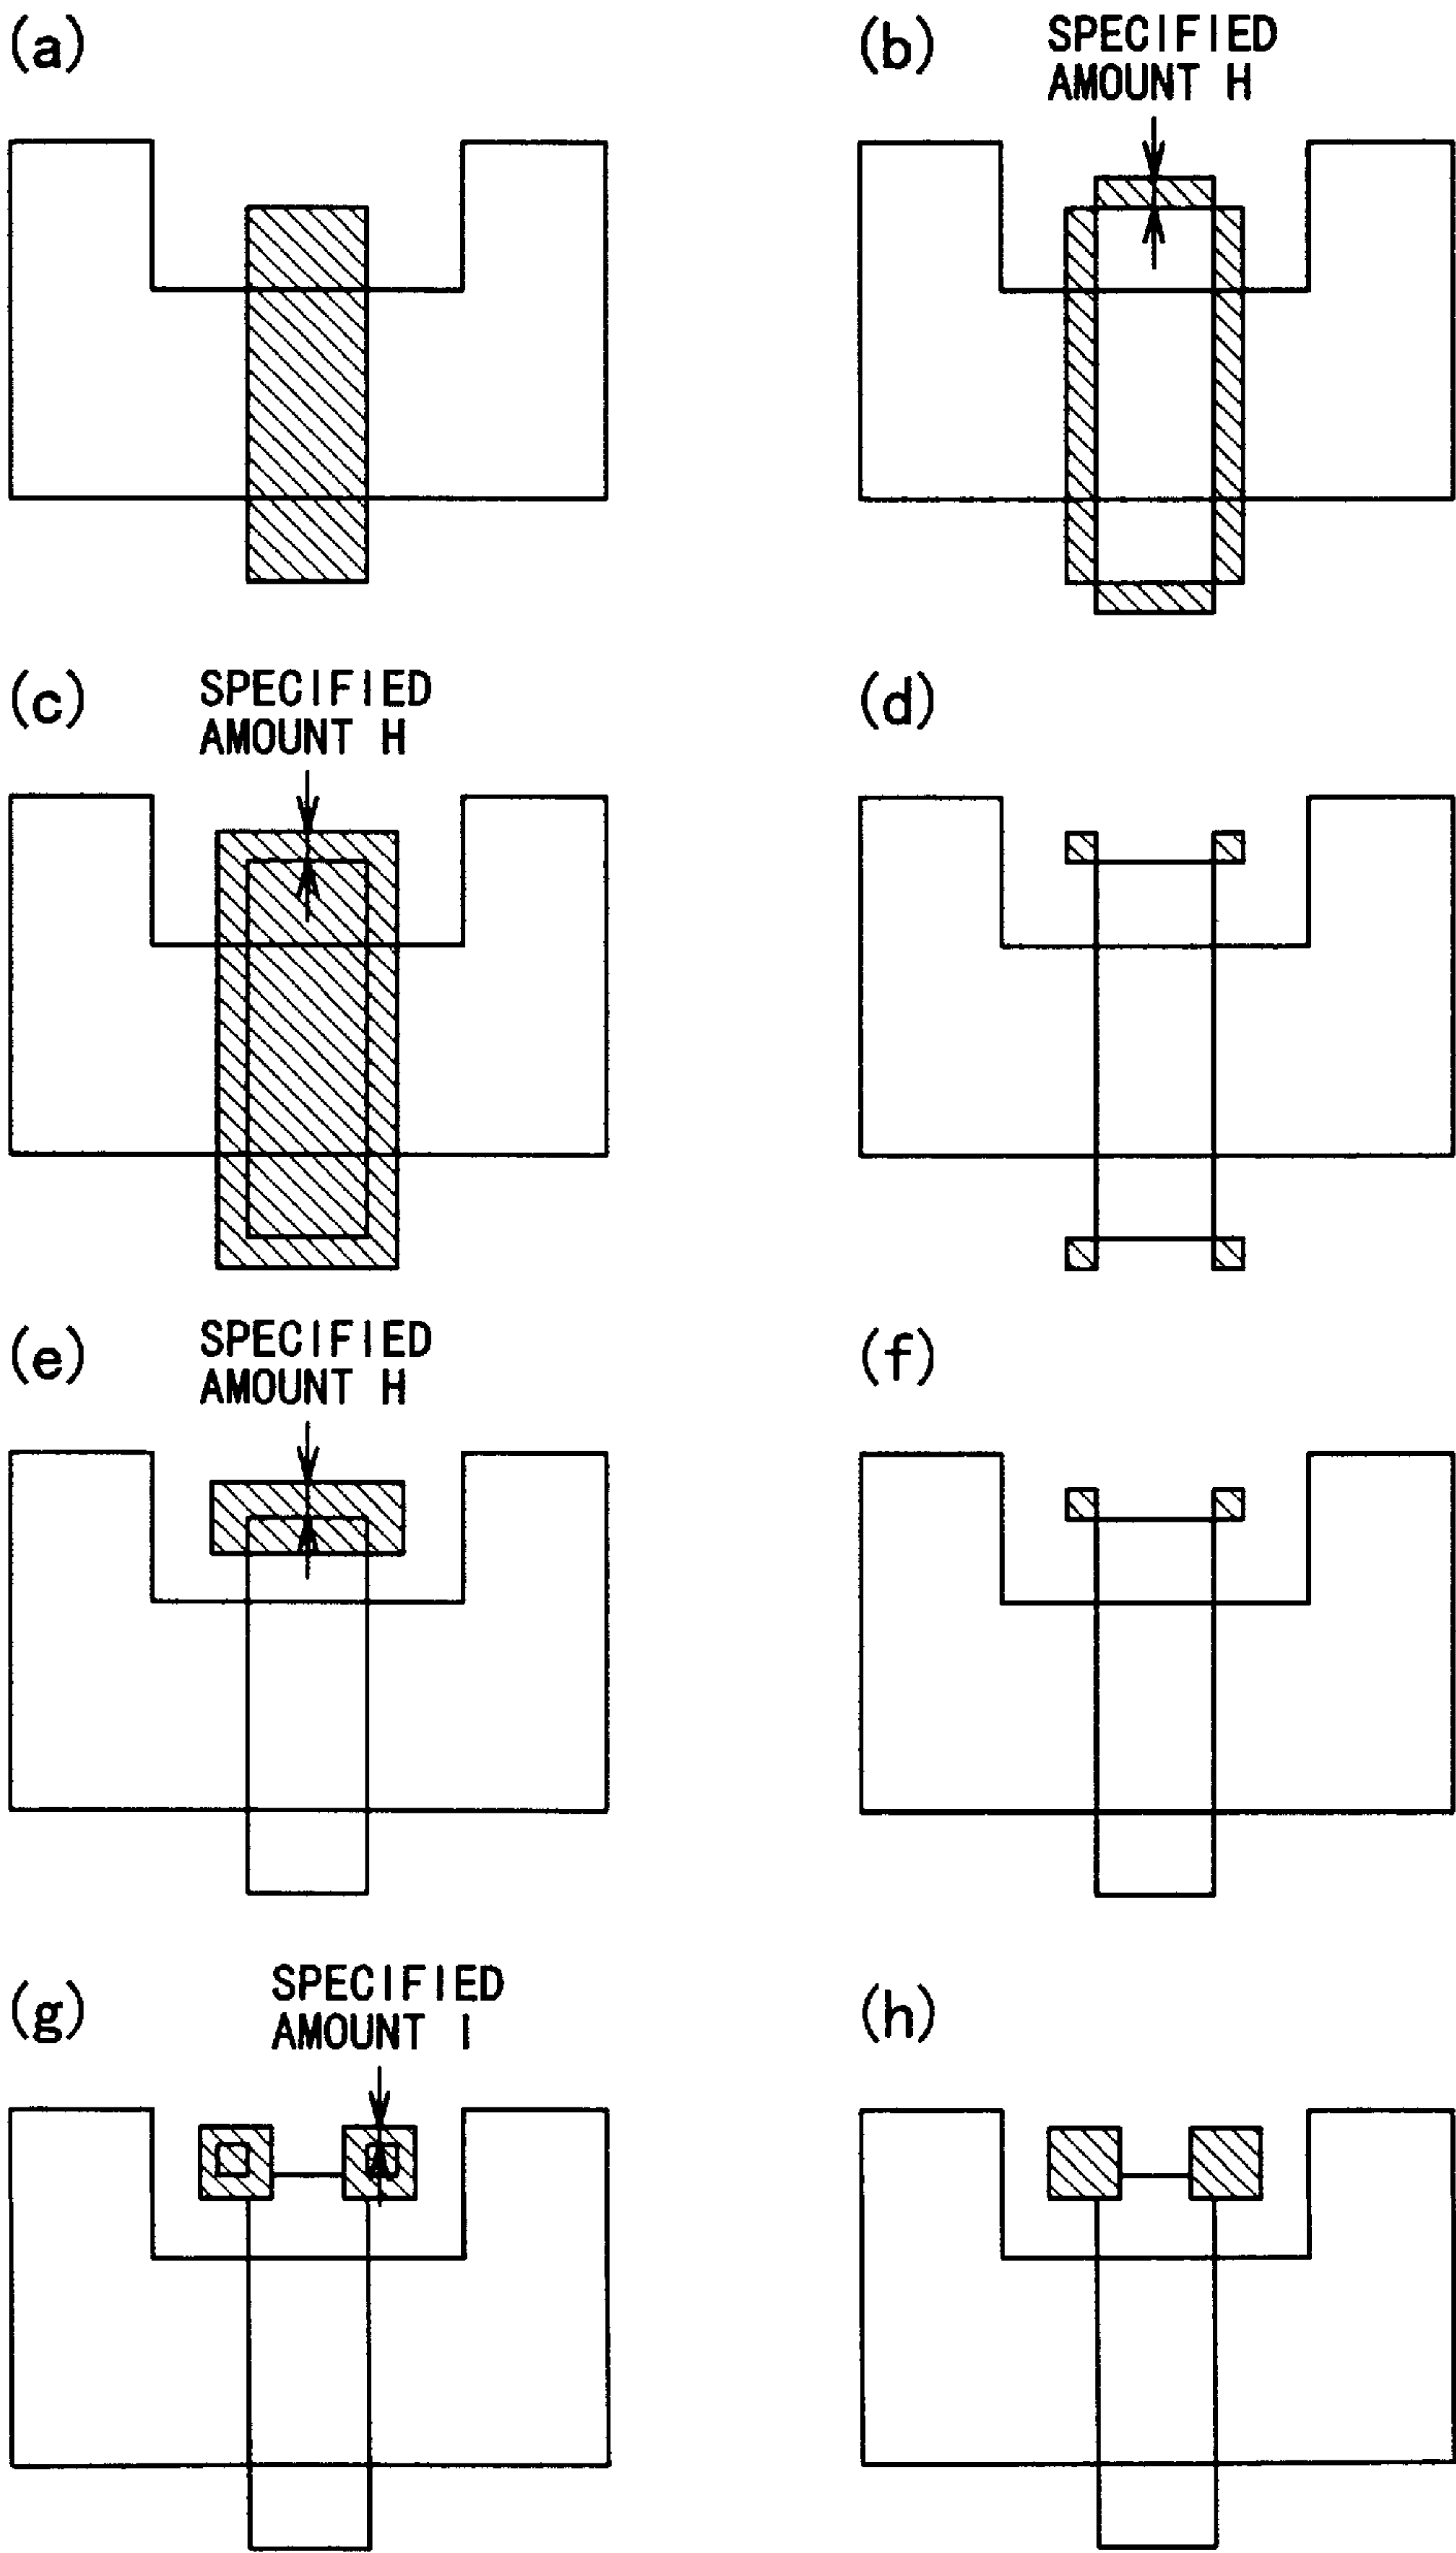 (a)
(b)
SPECIFIED
AMOUNT H
(c)
SPECIFIED
AMOUNT H
(d)
(e)
SPECIFIED
AMOUNT H
(f)
(g)
SPECIFIED
AMOUNT I
(h)